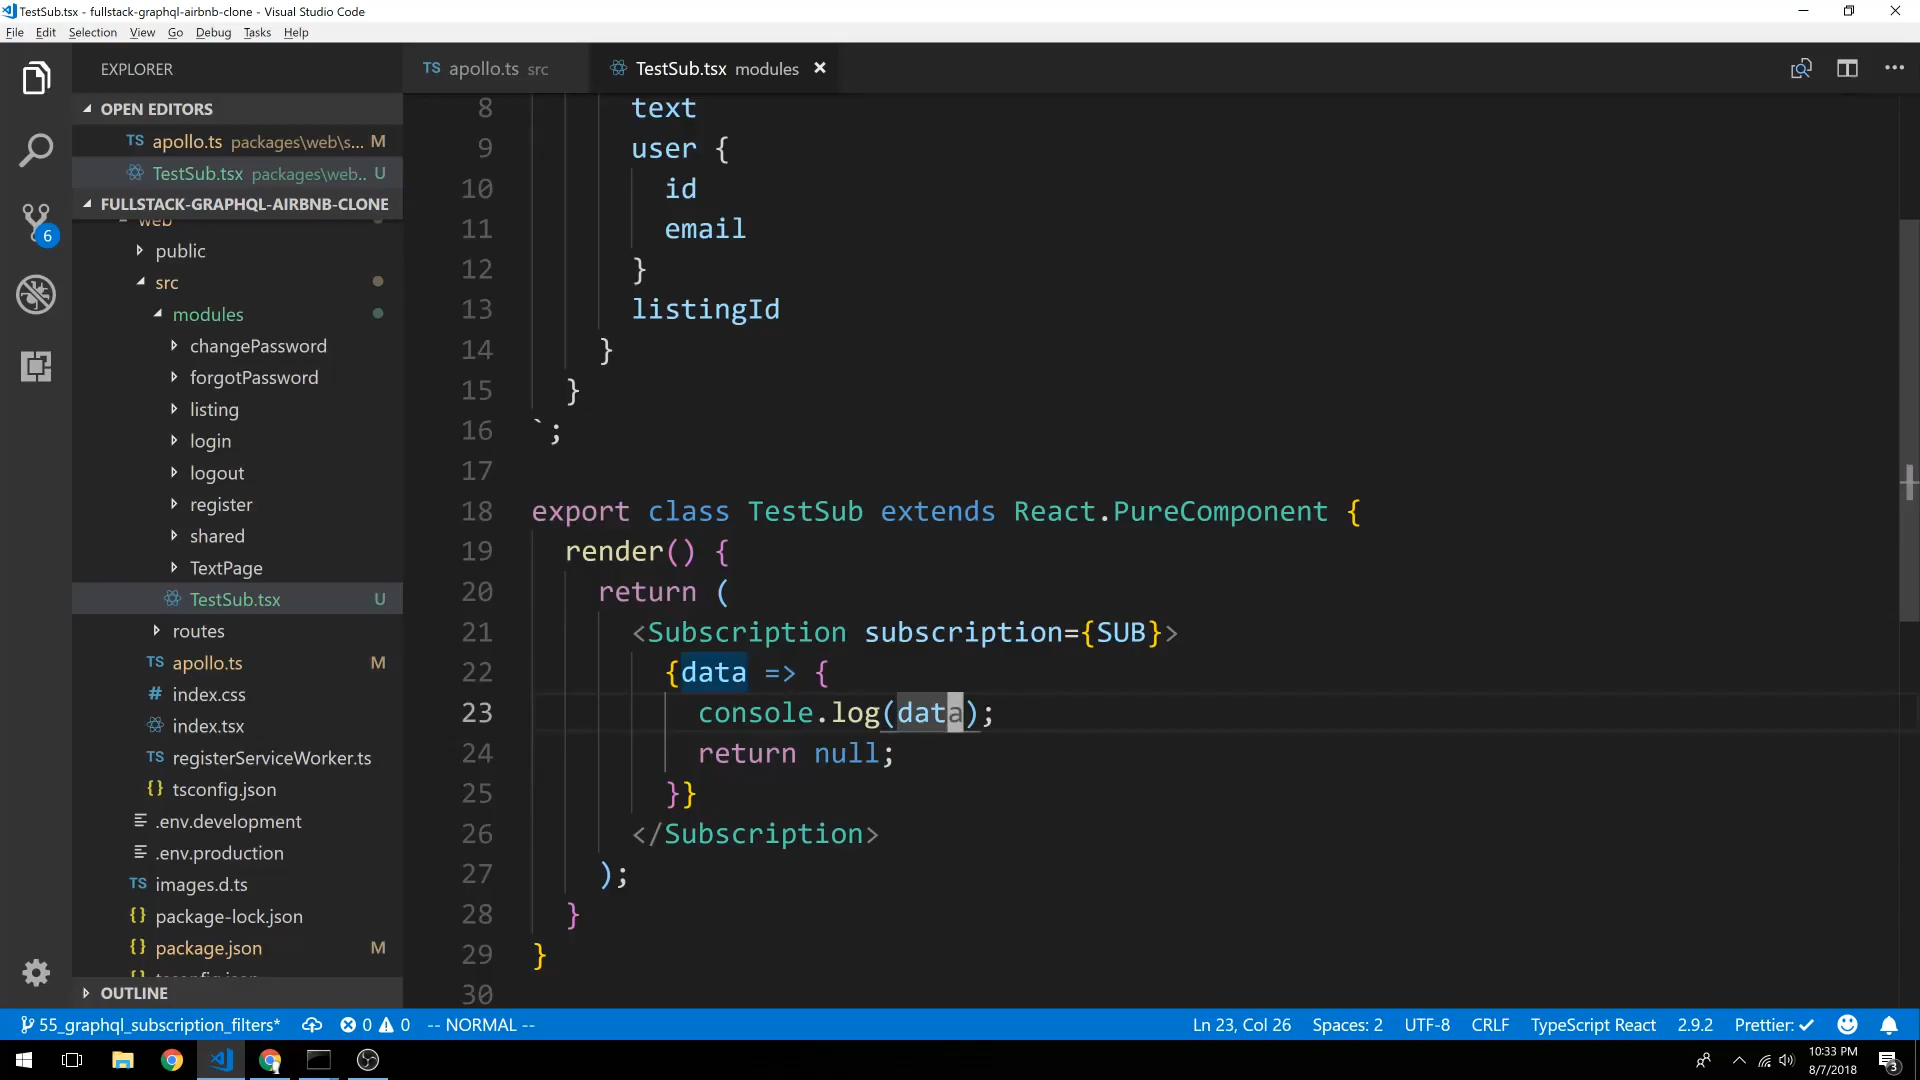 TestSub.tsx - fullstack-graphql-airbnb-clone - Visual Studio Code
File Edit Selection View Go Debug Tasks Help
EXPLORER
TS apollo.ts src
TestSub.tsx modules
OPEN EDITORS
TS apollo.ts packages\web\s... M
TestSub.tsx packages\web.. U
FULLSTACK-GRAPHQL-AIRBNB-CLONE
web
public
src
modules
changePassword
forgotPassword
listing
login
logout
register
shared
TextPage
TestSub.tsx U
routes
TS apollo.ts M
# index.css
index.tsx
TS registerServiceWorker.ts
{} tsconfig.json
.env.development
.env.production
TS images.d.ts
{} package-lock.json
{} package.json M
OUTLINE
6
8 text
9 user {
10 id
11 email
12 }
13 listingId
14 }
15 }
16 `;
17
18 export class TestSub extends React.PureComponent {
19 render() {
20 return (
21 <Subscription subscription={SUB}>
22 {data => {
23 console.log(data);
24 return null;
25 }}
26 </Subscription>
27 );
28 }
29 }
30
55_graphql_subscription_filters* 0 0 -- NORMAL -- Ln 23, Col 26 Spaces: 2 UTF-8 CRLF TypeScript React 2.9.2 Prettier: ✓
10:33 PM
8/7/2018
3